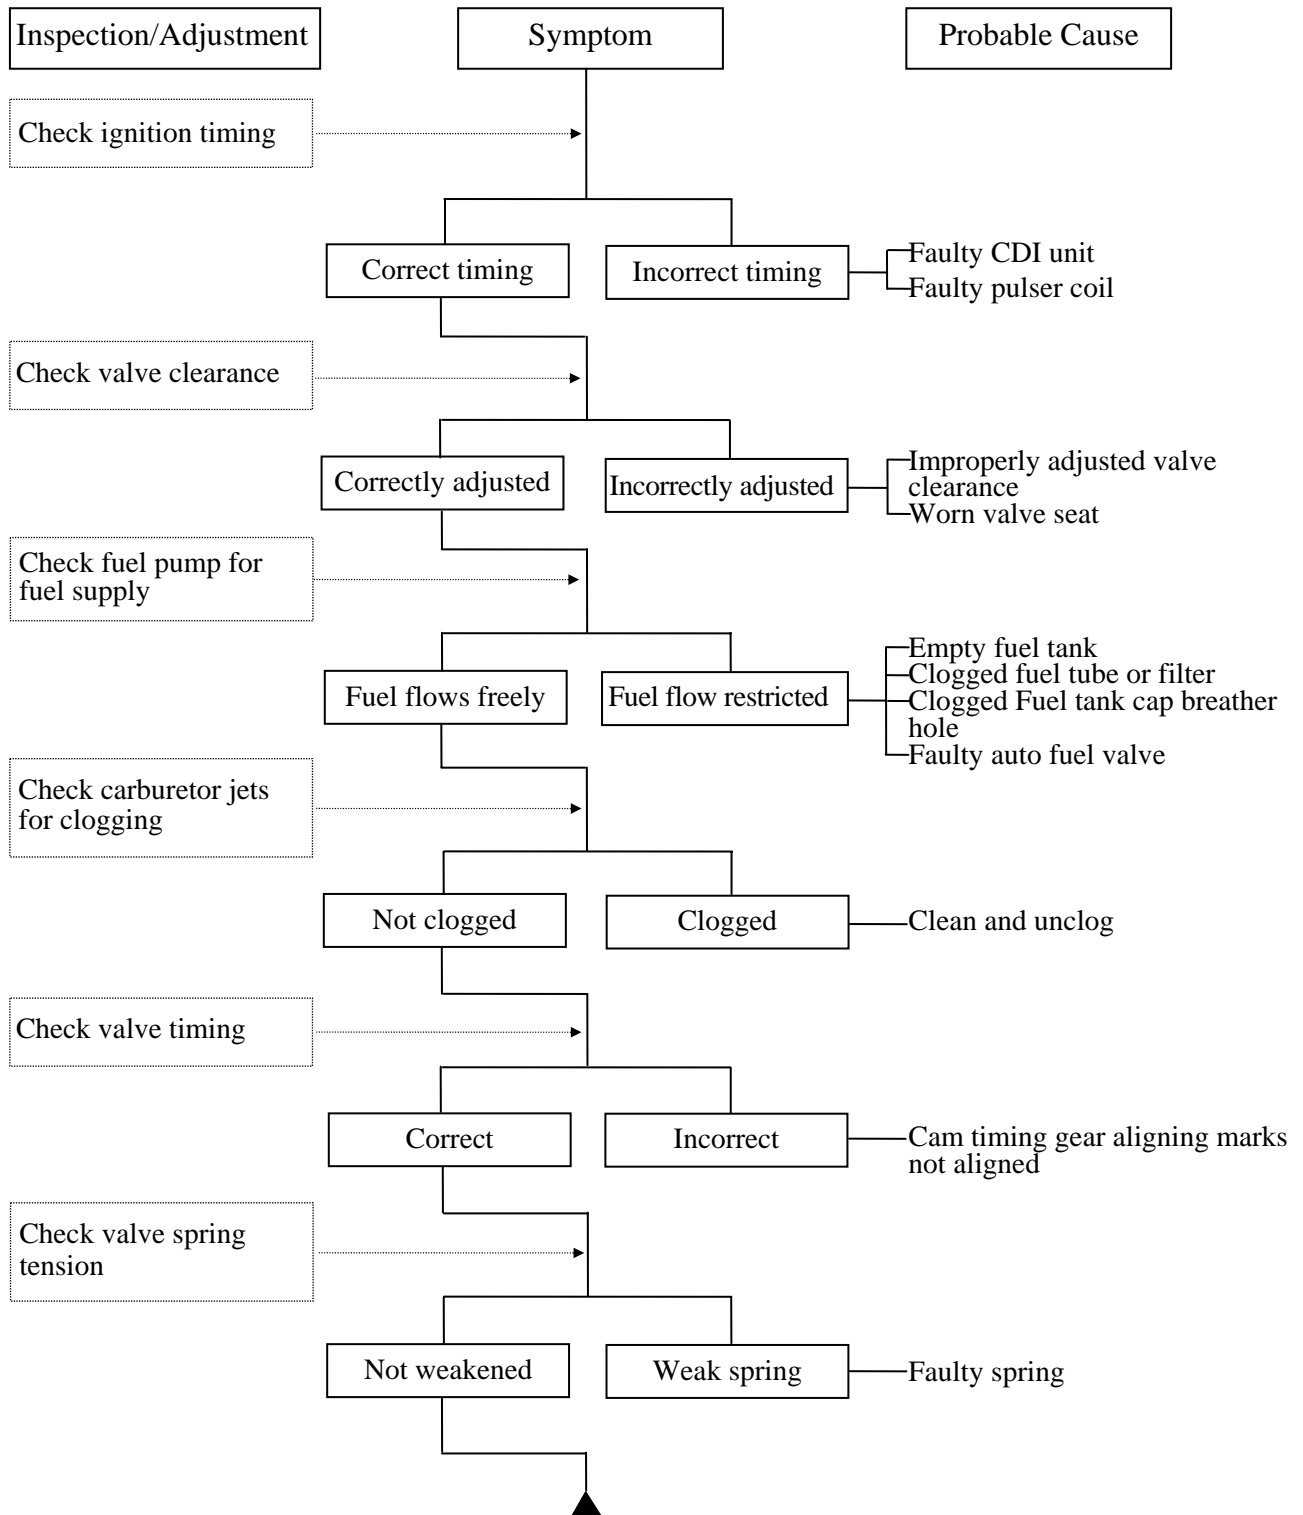 Inspection/Adjustment
Symptom
Probable Cause
Check ignition timing
Correct timing
Incorrect timing
Faulty CDI unit
Faulty pulser coil
Check valve clearance
Correctly adjusted
Incorrectly adjusted
Improperly adjusted valve
clearance
Worn valve seat
Check fuel pump for
fuel supply
Fuel flows freely
Fuel flow restricted
Empty fuel tank
Clogged fuel tube or filter
Clogged Fuel tank cap breather
hole
Faulty auto fuel valve
Check carburetor jets
for clogging
Not clogged
Clogged
Clean and unclog
Check valve timing
Correct
Incorrect
Cam timing gear aligning marks
not aligned
Check valve spring
tension
Not weakened
Weak spring
Faulty spring